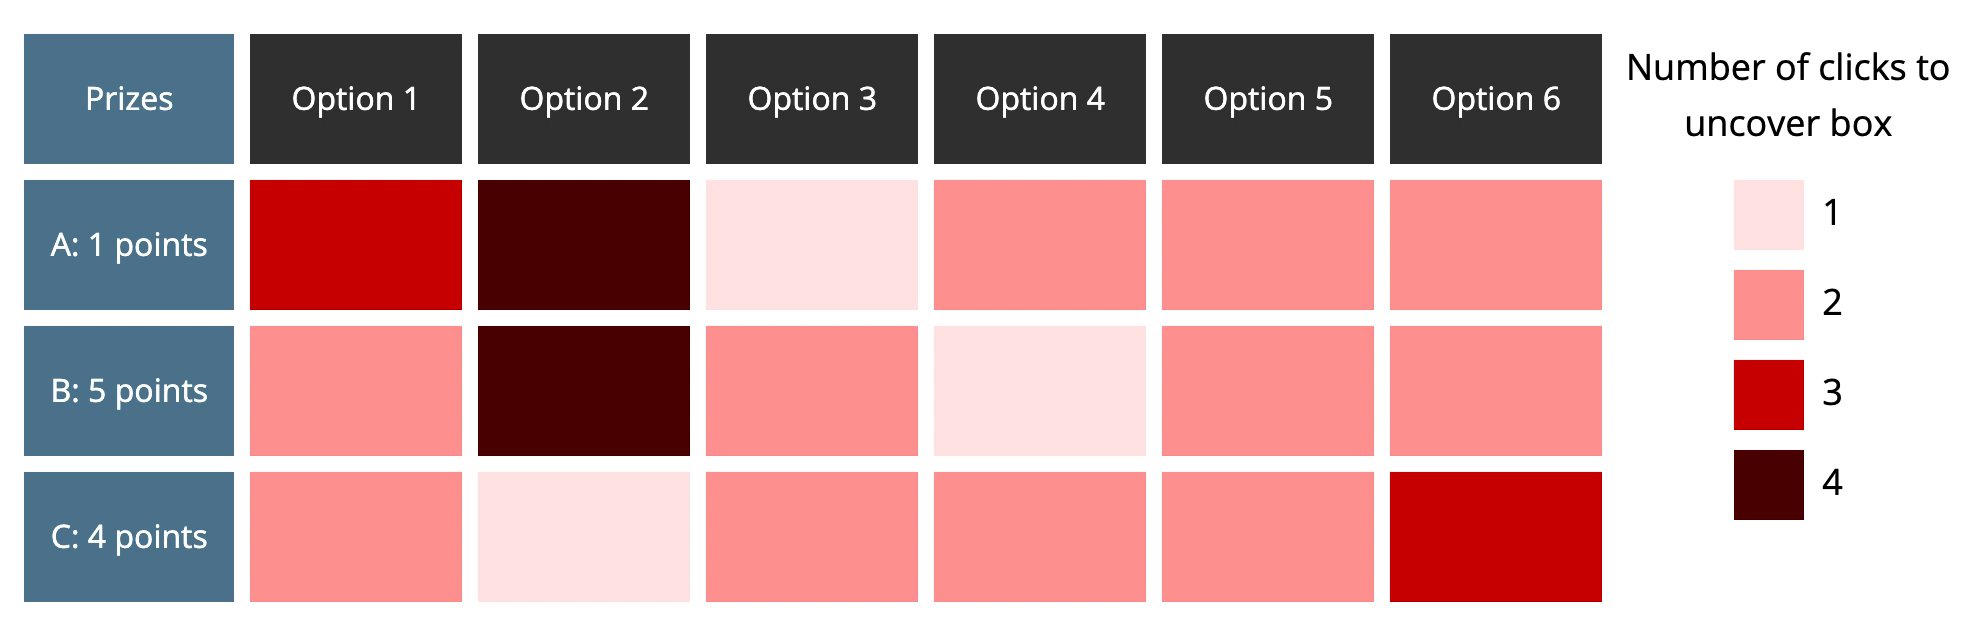 Prizes
Option 1
Option 2
Option 3
Option 4
Option 5
Option 6
Number of clicks to
uncover box
A: 1 points
B: 5 points
C: 4 points
1
2
3
4